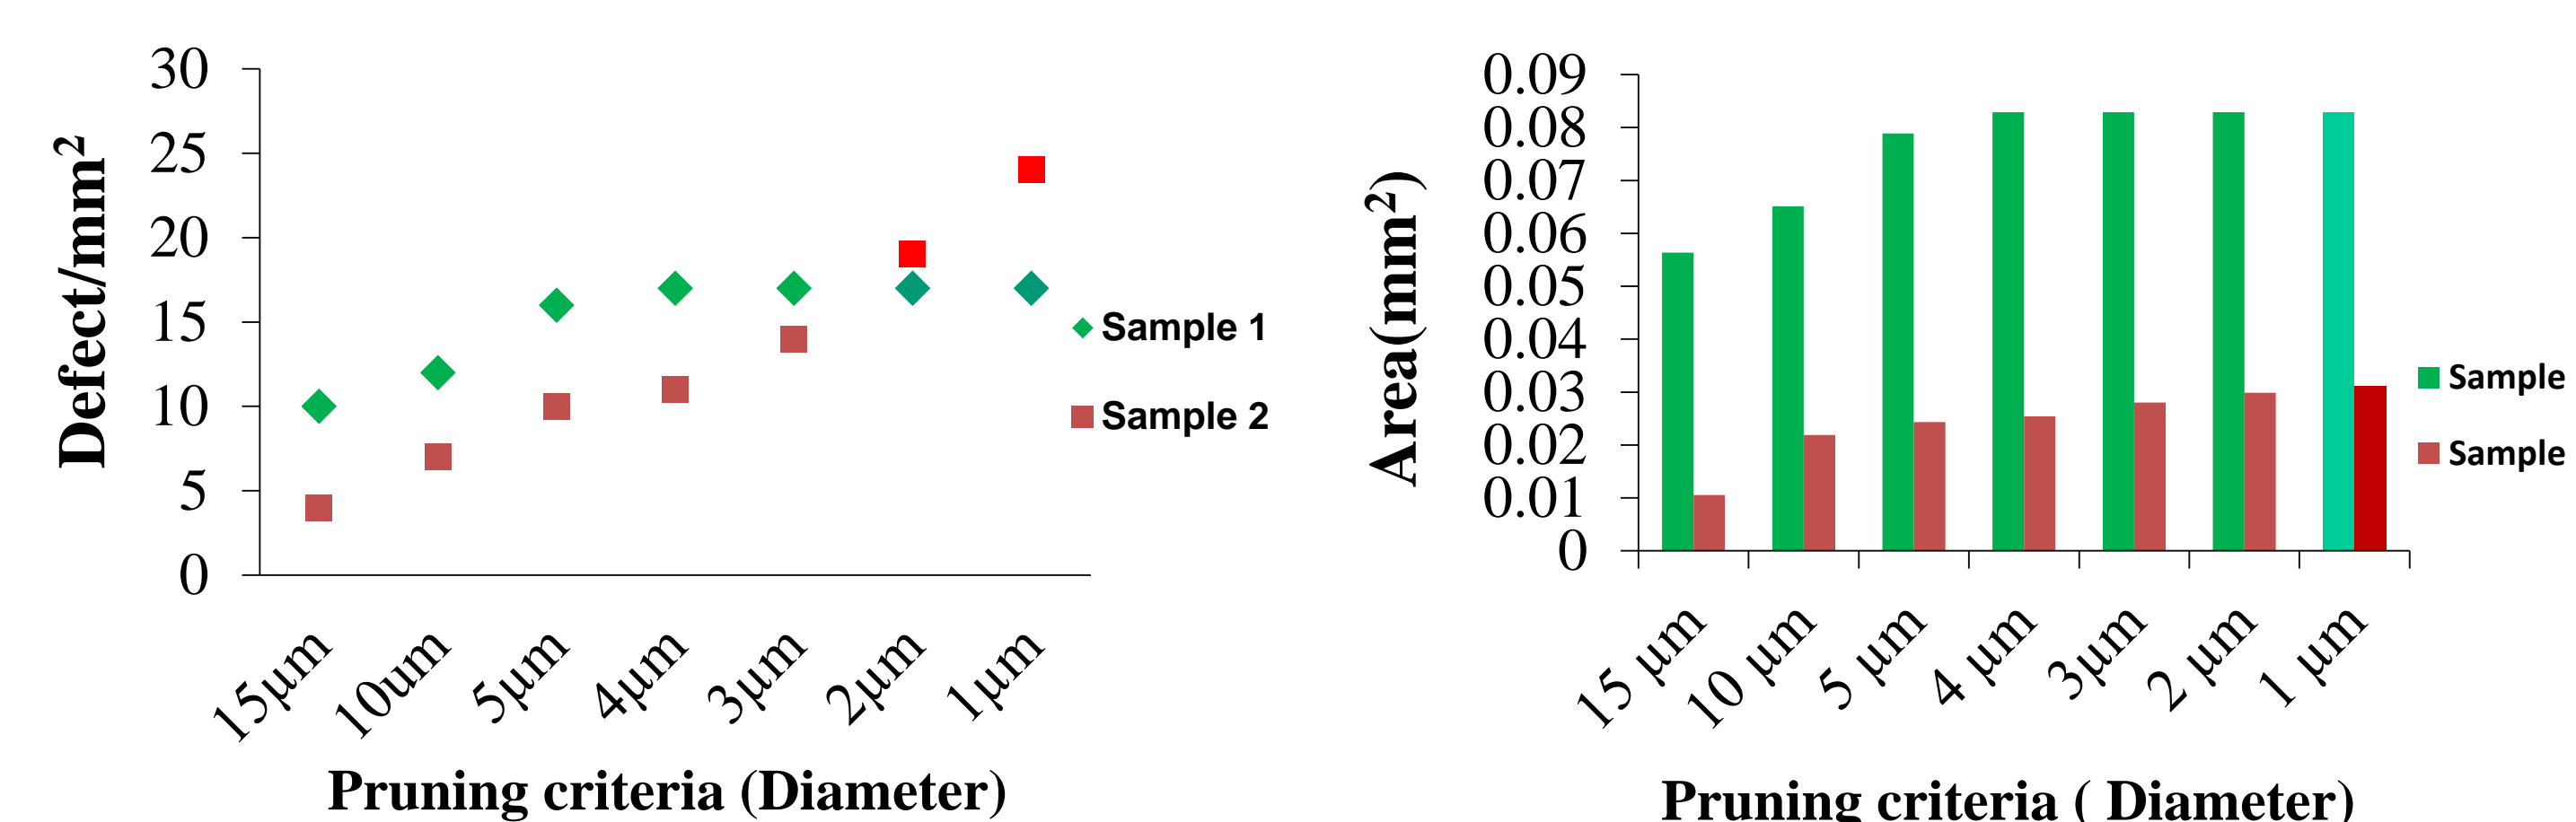 30
25
20
15
10
5
0
Defect/mm²
15µm
10um
5µm
4µm
3µm
2µm
1µm
Pruning criteria (Diameter)
Sample 1
Sample 2
0.09
0.08
0.07
0.06
0.05
0.04
0.03
0.02
0.01
0
Area(mm²)
15 µm
10 µm
5 µm
4 µm
3µm
2 µm
1 µm
Pruning criteria ( Diameter)
Sample
Sample